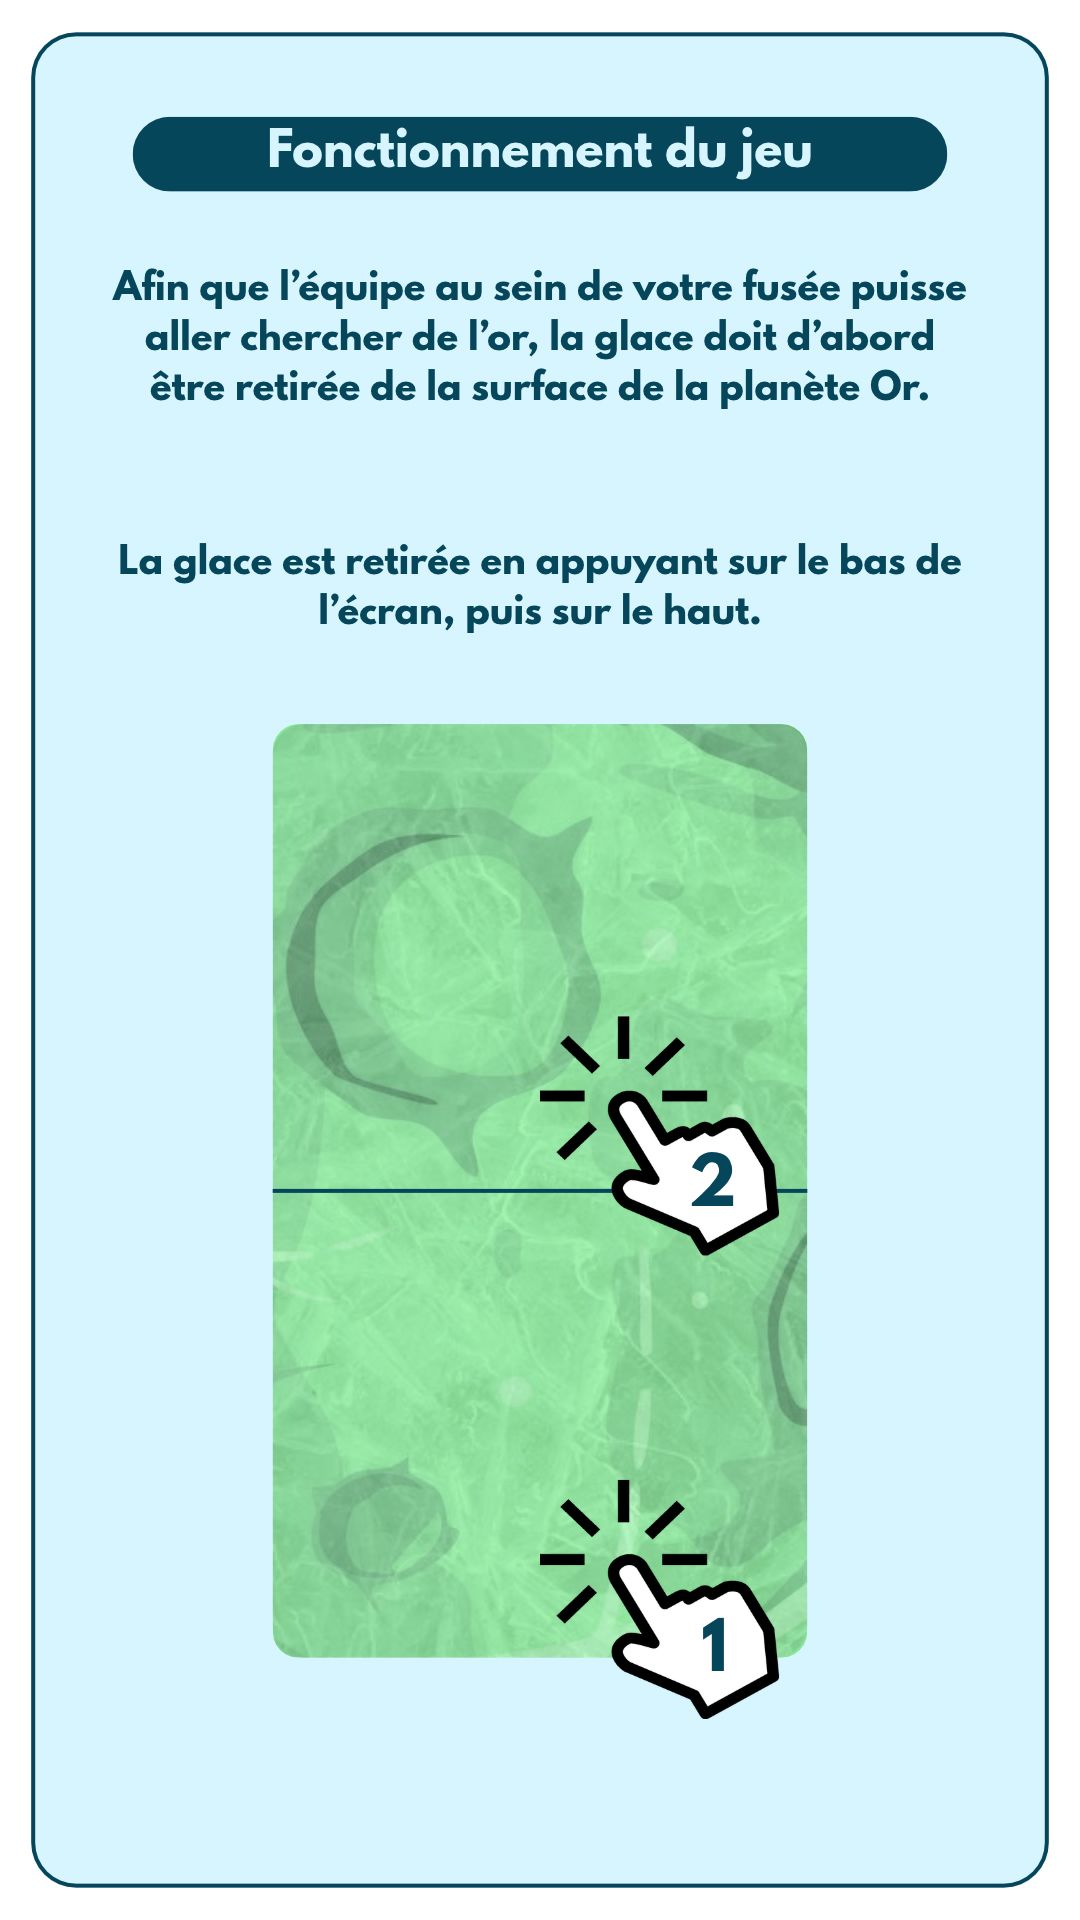 Fonctionnement du jeu
Afin que l’équipe au sein de votre fusée puisse
aller chercher de l’or, la glace doit d’abord
être retirée de la surface de la planète Or.
La glace est retirée en appuyant sur le bas de
l’écran, puis sur le haut.
2
1